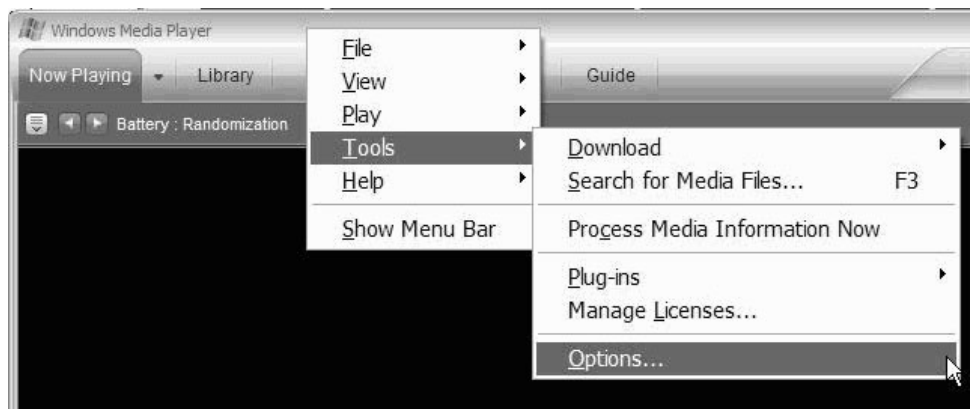 Windows Media Player
Now Playing
Library
Guide
Battery : Randomization
File
View
Play
Tools
Help
Show Menu Bar
Download
Search for Media Files... F3
Process Media Information Now
Plug-ins
Manage Licenses...
Options...